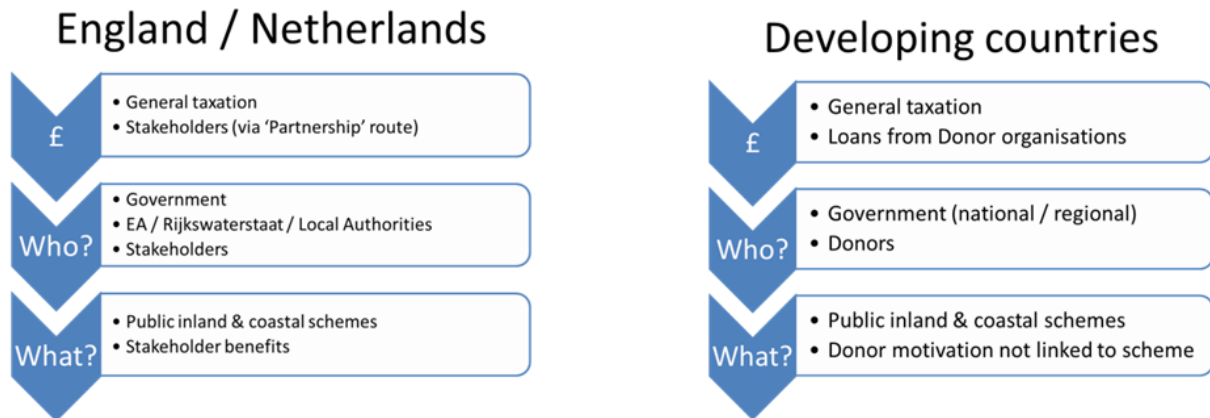 England / Netherlands
£
• General taxation
• Stakeholders (via ‘Partnership’ route)
Who?
• Government
• EA / Rijkswaterstaat / Local Authorities
• Stakeholders
What?
• Public inland & coastal schemes
• Stakeholder benefits
Developing countries
£
• General taxation
• Loans from Donor organisations
Who?
• Government (national / regional)
• Donors
What?
• Public inland & coastal schemes
• Donor motivation not linked to scheme